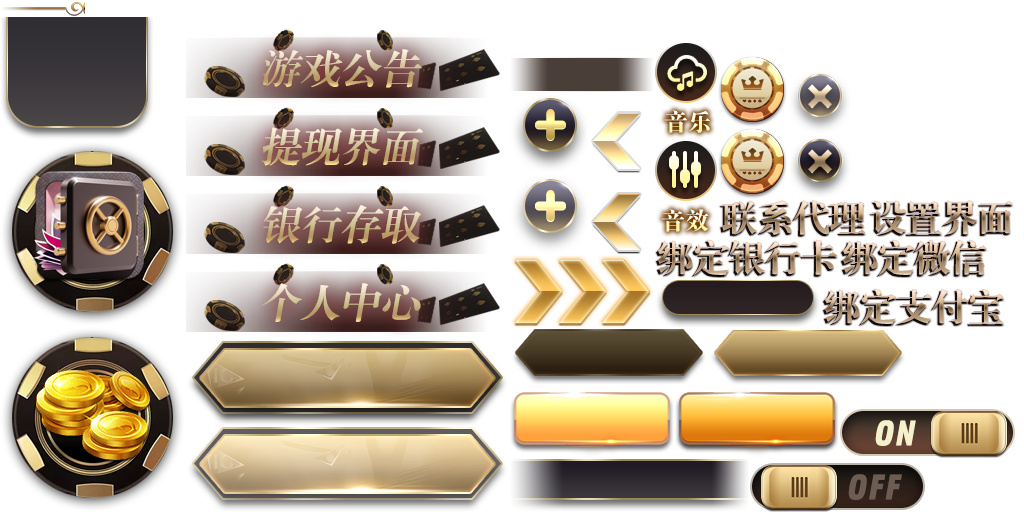 游戏公告
提现界面
银行存取
个人中心
音乐
音效
联系代理 设置界面
绑定银行卡 绑定微信
绑定支付宝
ON
OFF